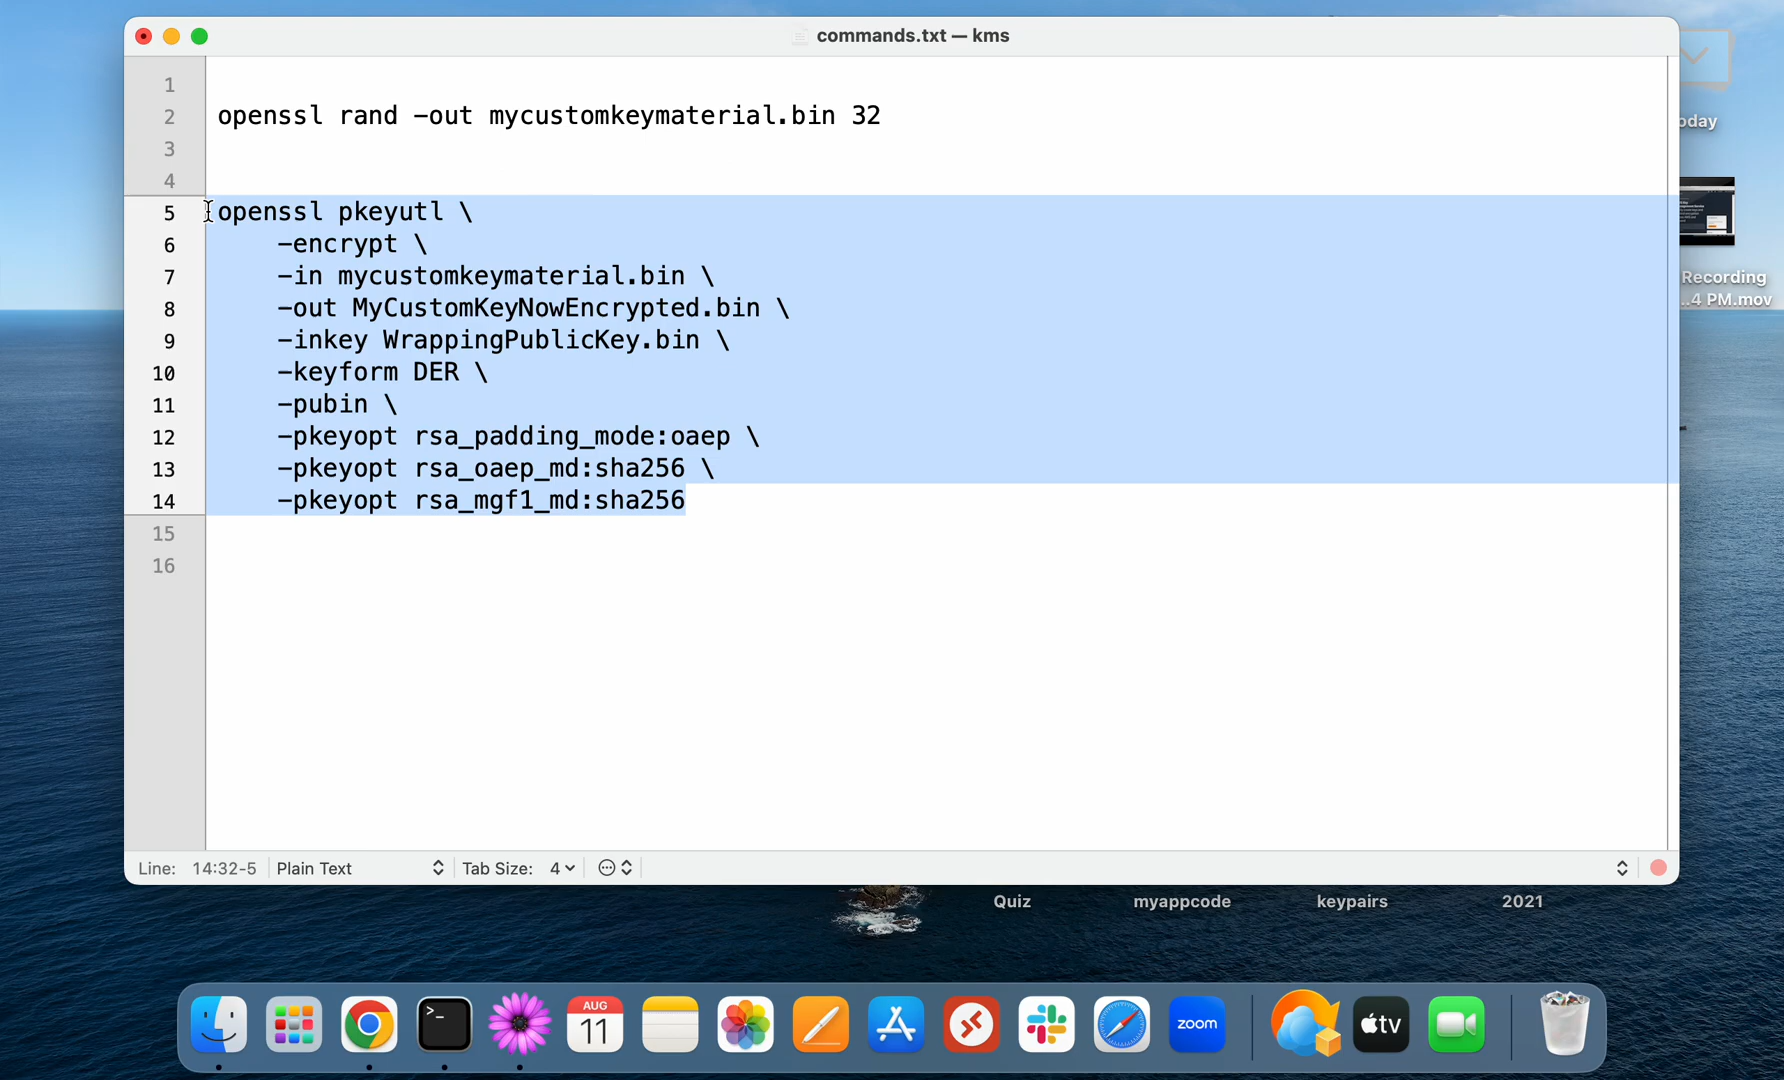 commands.txt — kms
1
2 openssl rand -out mycustomkeymaterial.bin 32
3
4
5 openssl pkeyutl \
6 -encrypt \
7 -in mycustomkeymaterial.bin \
8 -out MyCustomKeyNowEncrypted.bin \
9 -inkey WrappingPublicKey.bin \
10 -keyform DER \
11 -pubin \
12 -pkeyopt rsa_padding_mode:oaep \
13 -pkeyopt rsa_oaep_md:sha256 \
14 -pkeyopt rsa_mgf1_md:sha256
15
16
Line: 14:32-5 Plain Text Tab Size: 4
oday
Recording
..4 PM.mov
Quiz myappcode keypairs 2021
>_
AUG
11
zoom
tv